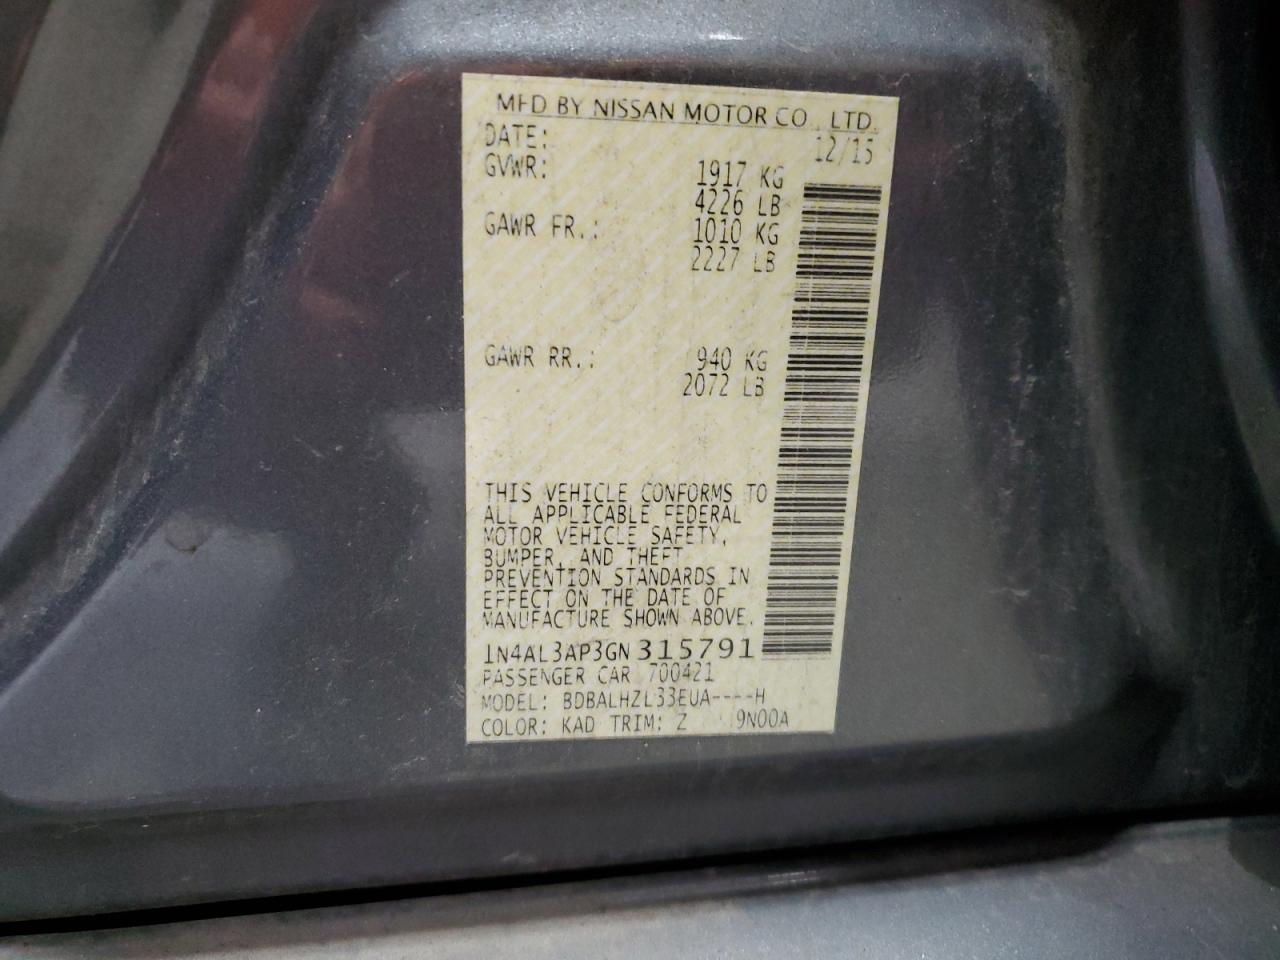 MFD BY NISSAN MOTOR CO., LTD.
DATE: 12/15
GVWR: 1917 KG
4226 LB
GAWR FR.: 1010 KG
2227 LB
GAWR RR.: 940 KG
2072 LB
THIS VEHICLE CONFORMS TO
ALL APPLICABLE FEDERAL
MOTOR VEHICLE SAFETY,
BUMPER, AND THEFT
PREVENTION STANDARDS IN
EFFECT ON THE DATE OF
MANUFACTURE SHOWN ABOVE.
1N4AL3AP3GN315791
PASSENGER CAR 700421
MODEL: BDBALHZL33EUA----H
COLOR: KAD TRIM: Z 9N00A